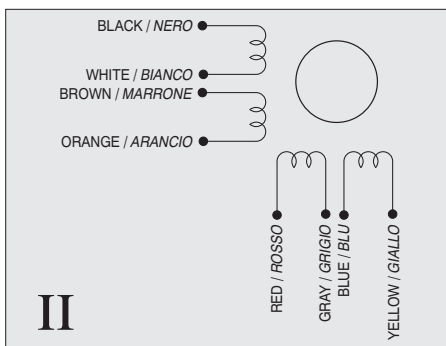 BLACK / NERO
WHITE / BIANCO
BROWN / MARRONE
ORANGE / ARANCIO
RED / ROSSO
GRAY / GRIGIO
BLUE / BLU
YELLOW / GIALLO
II